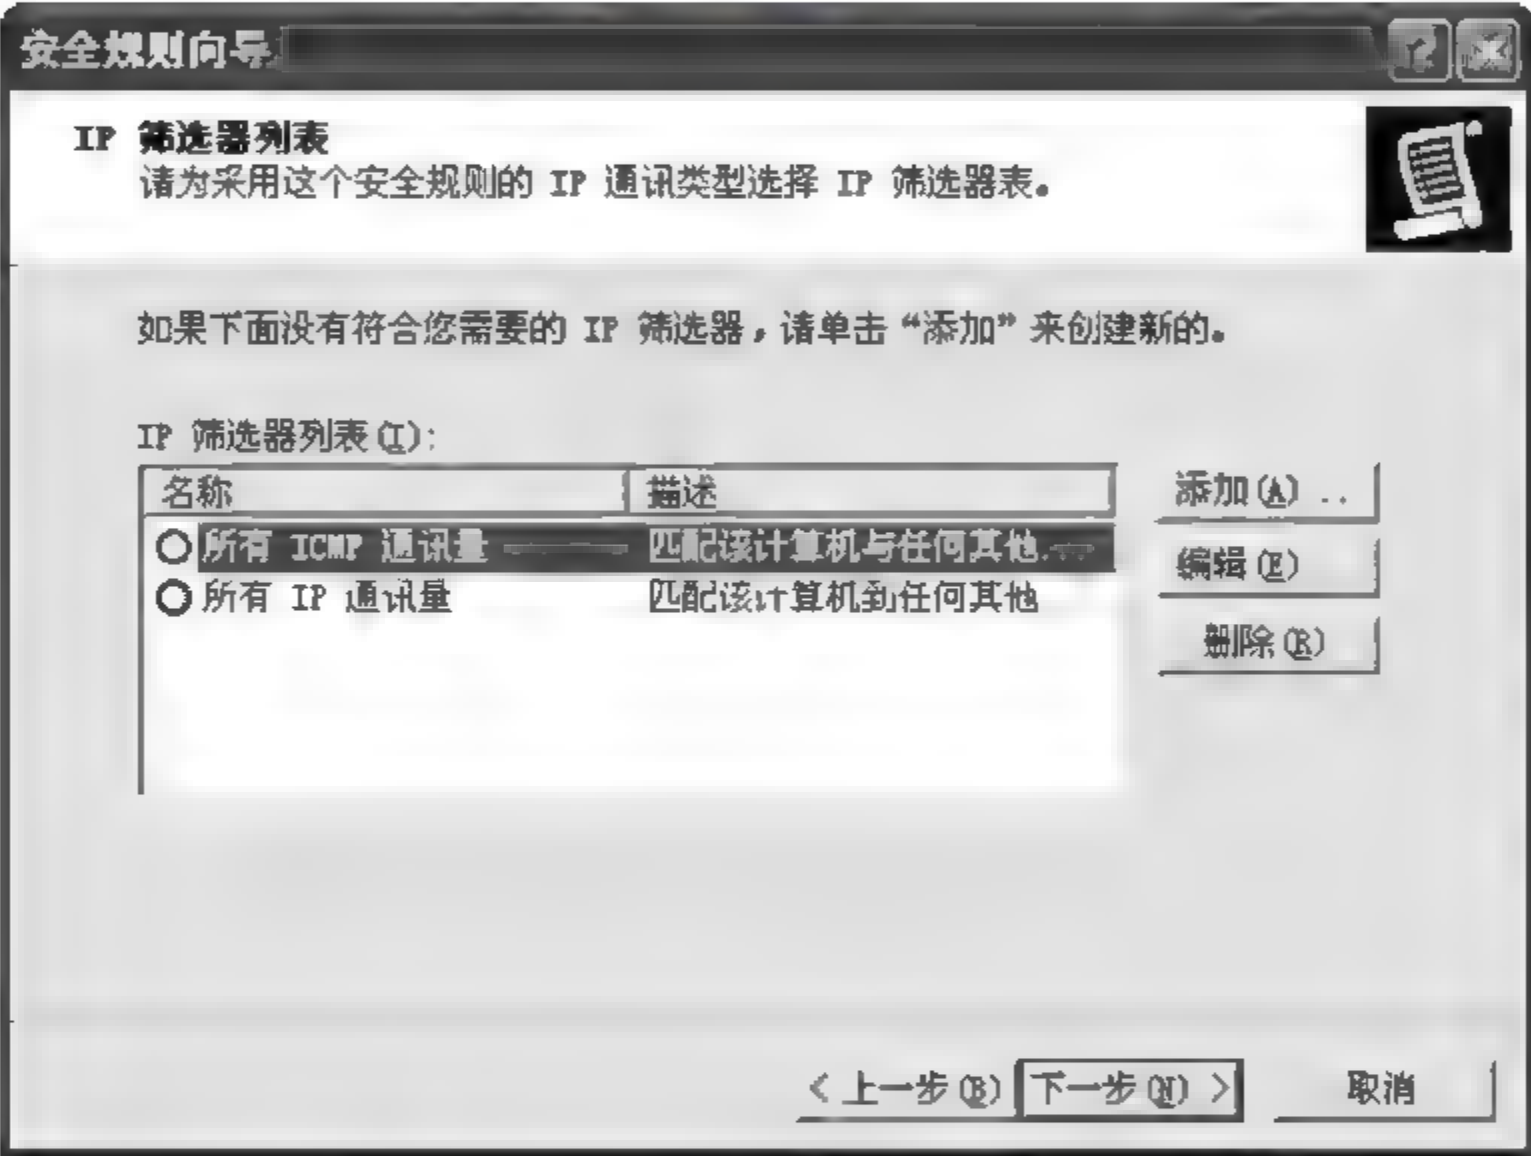 安全规则向导
IP 筛选器列表
请为采用这个安全规则的 IP 通讯类型选择 IP 筛选器表。
如果下面没有符合您需要的 IP 筛选器，请单击“添加”来创建新的。
IP 筛选器列表(I):
名称 描述
添加(A)...
所有 ICMP 通讯量 匹配该计算机与任何其他...
编辑(E)
所有 IP 通讯量 匹配该计算机到任何其他
删除(R)
< 上一步(B) 下一步(N) > 取消